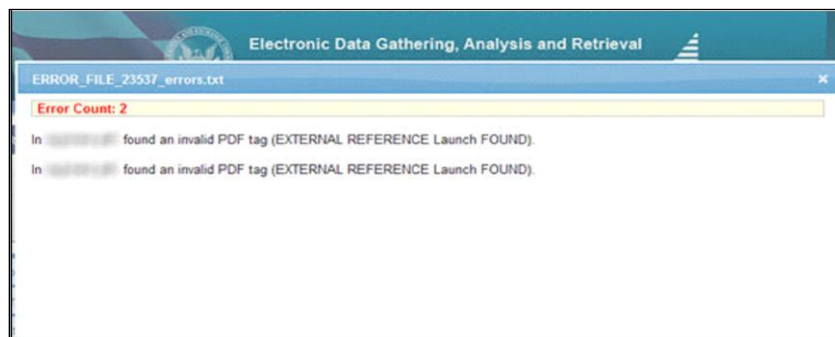 Electronic Data Gathering, Analysis and Retrieval
ERROR_FILE_23537_errors.txt
Error Count: 2
In found an invalid PDF tag (EXTERNAL REFERENCE Launch FOUND).
In found an invalid PDF tag (EXTERNAL REFERENCE Launch FOUND).